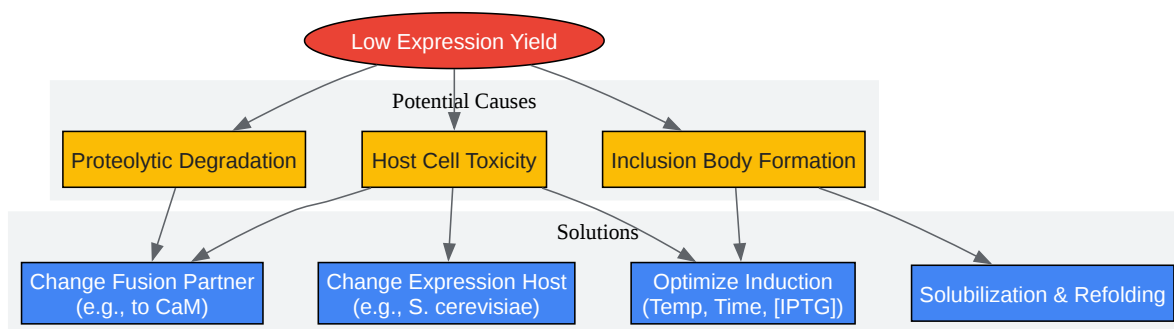 Low Expression Yield
Potential Causes
Proteolytic Degradation
Host Cell Toxicity
Inclusion Body Formation
Solutions
Change Fusion Partner
(e.g., to CaM)
Change Expression Host
(e.g., S. cerevisiae)
Optimize Induction
(Temp, Time, [IPTG])
Solubilization & Refolding